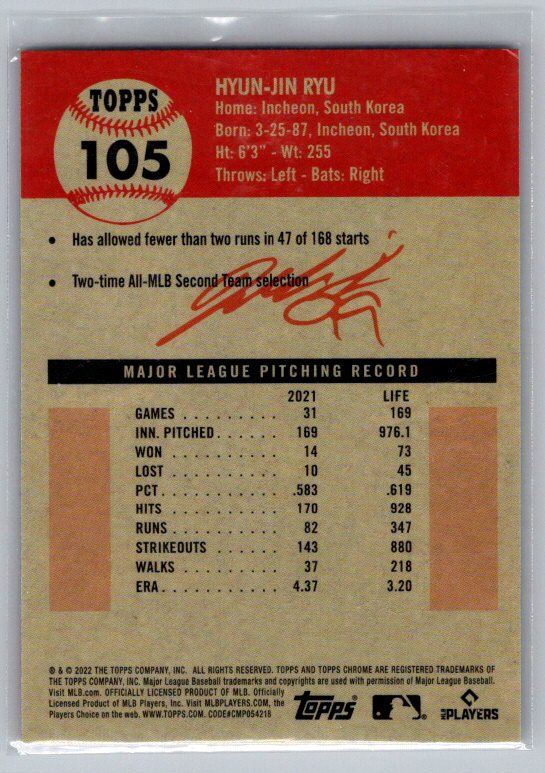 TOPPS
105
HYUN-JIN RYU
Home: Incheon, South Korea
Born: 3-25-87, Incheon, South Korea
Ht: 6'3" - Wt: 255
Throws: Left - Bats: Right
• Has allowed fewer than two runs in 47 of 168 starts
• Two-time All-MLB Second Team selection
MAJOR LEAGUE PITCHING RECORD
2021 LIFE
GAMES . . . . . . . . . . 31 169
INN. PITCHED. . . . . . 169 976.1
WON . . . . . . . . . . . 14 73
LOST . . . . . . . . . . . 10 45
PCT. . . . . . . . . . . . .583 .619
HITS . . . . . . . . . . . 170 928
RUNS . . . . . . . . . . . 82 347
STRIKEOUTS . . . . . . . 143 880
WALKS . . . . . . . . . . 37 218
ERA. . . . . . . . . . . . 4.37 3.20
® & © 2022 THE TOPPS COMPANY, INC. ALL RIGHTS RESERVED. TOPPS AND TOPPS CHROME ARE REGISTERED TRADEMARKS OF
THE TOPPS COMPANY, INC. Major League Baseball trademarks and copyrights are used with permission of Major League Baseball.
Visit MLB.com. OFFICIALLY LICENSED PRODUCT OF MLB. Officially
Licensed Product of MLB Players, Inc. Visit MLBPLAYERS.COM, the
Players Choice on the web. WWW.TOPPS.COM. CODE#CMP054218
Topps
MLB PLAYERS